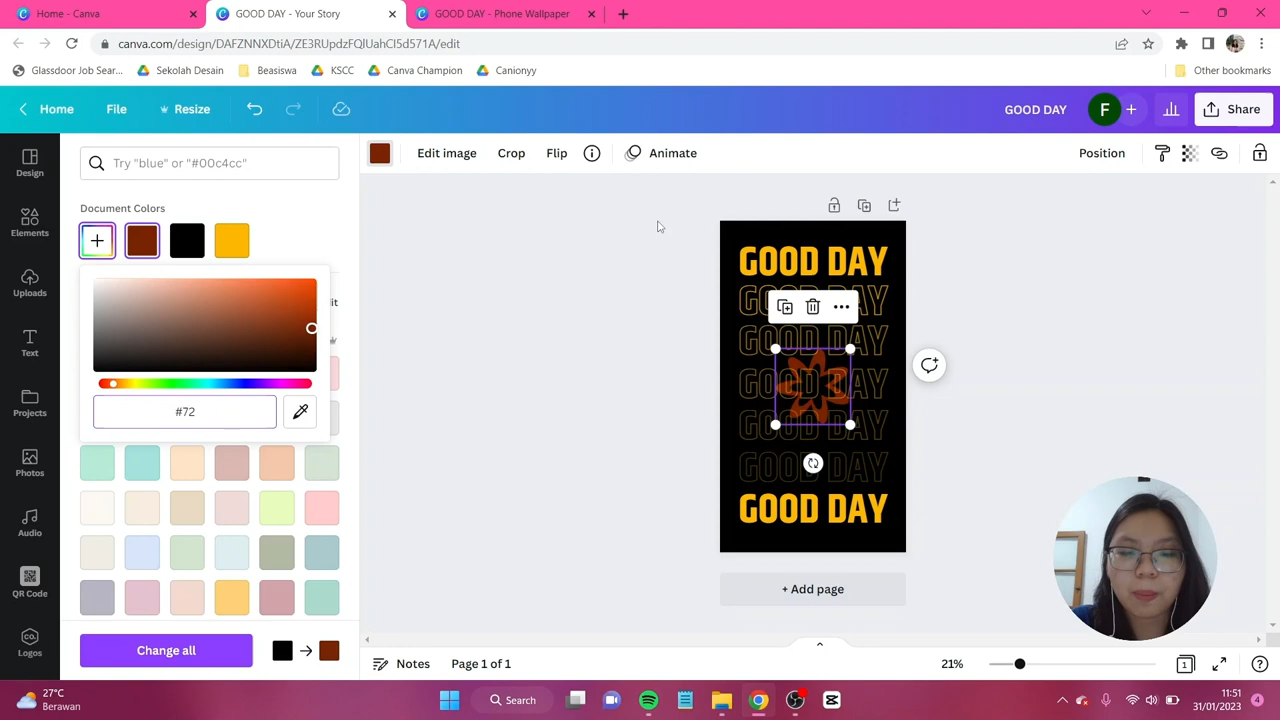 Home - Canva
GOOD DAY - Your Story
GOOD DAY - Phone Wallpaper
canva.com/design/DAFZNNXDtiA/ZE3RUpdzFQlUahCI5d571A/edit
Glassdoor Job Sear...
Sekolah Desain
Beasiswa
KSCC
Canva Champion
Canionyy
Other bookmarks
Home
File
Resize
GOOD DAY
F
Share
Design
Elements
Uploads
Text
Projects
Photos
Audio
QR Code
Logos
Try "blue" or "#00c4cc"
Document Colors
it
#72
Change all
Edit image
Crop
Flip
Animate
Position
GOOD DAY
GOOD DAY
GOOD DAY
GOOD DAY
GOOD DAY
GOOD DAY
GOOD DAY
+ Add page
Notes
Page 1 of 1
21%
1
27°C
Berawan
Search
11:51
31/01/2023
4